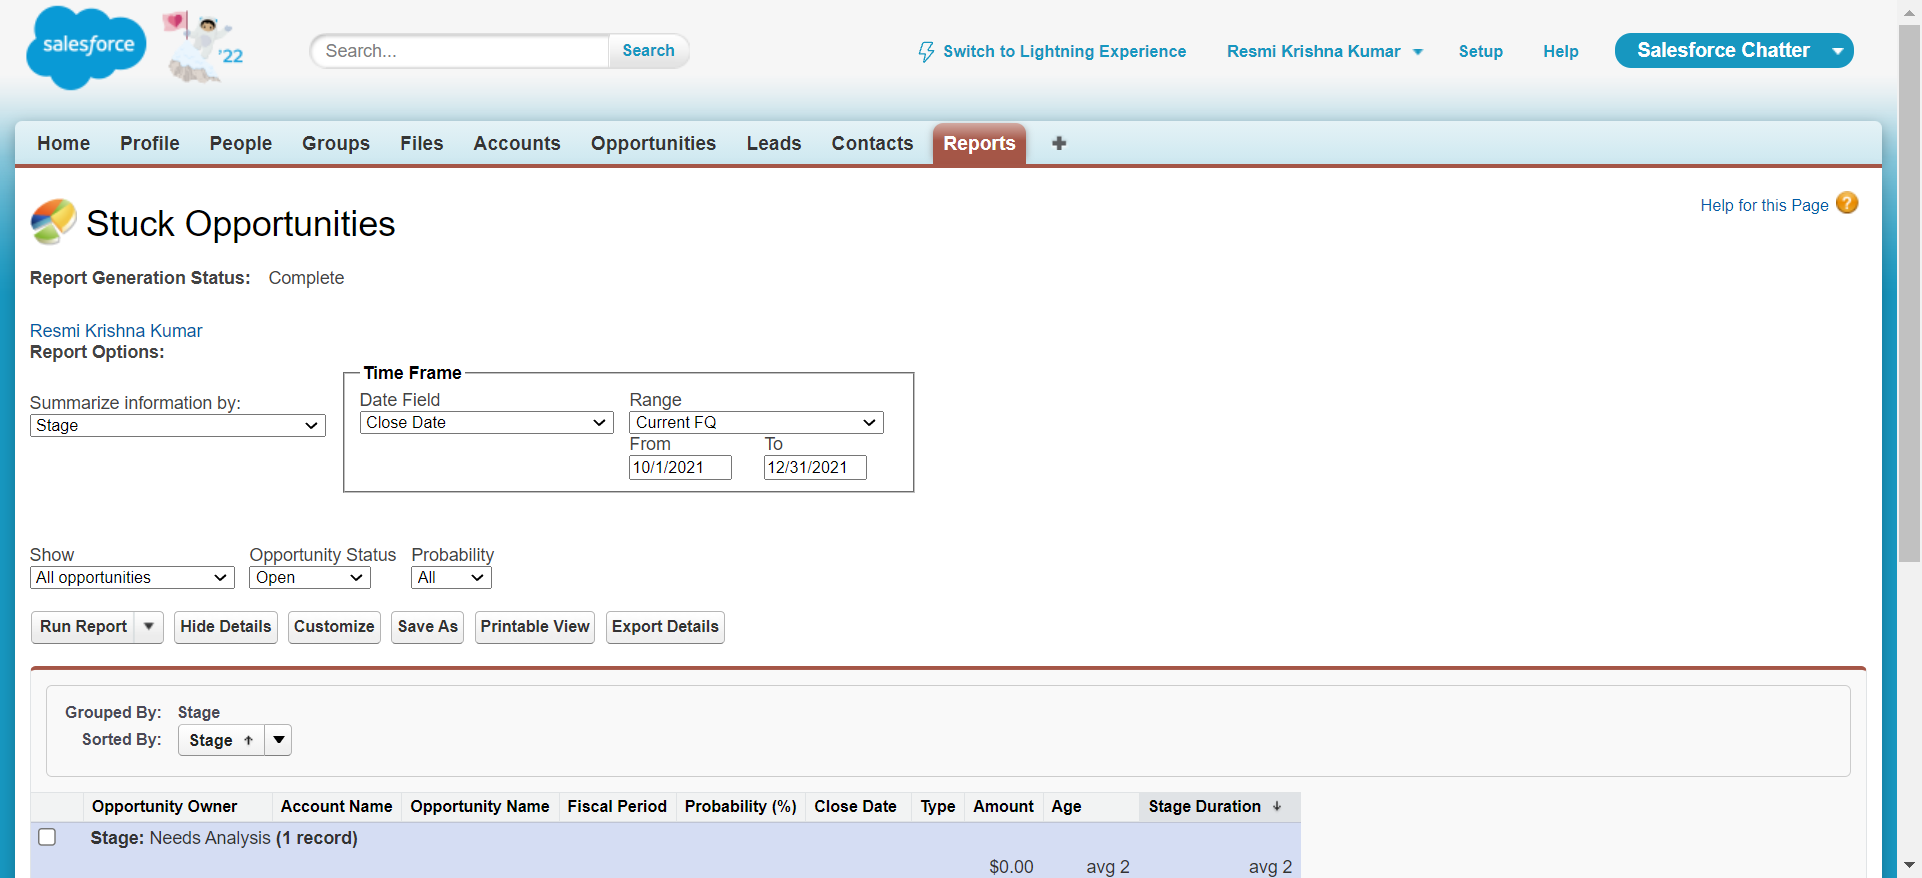 salesforce
'22
Search...
Search
Switch to Lightning Experience
Resmi Krishna Kumar
Setup
Help
Salesforce Chatter
Home
Profile
People
Groups
Files
Accounts
Opportunities
Leads
Contacts
Reports
Stuck Opportunities
Help for this Page
Report Generation Status: Complete
Resmi Krishna Kumar
Report Options:
Summarize information by:
Stage
Time Frame
Date Field
Range
Close Date
Current FQ
From
To
10/1/2021
12/31/2021
Show
Opportunity Status
Probability
All opportunities
Open
All
Run Report
Hide Details
Customize
Save As
Printable View
Export Details
Grouped By: Stage
Sorted By: Stage
Opportunity Owner Account Name Opportunity Name Fiscal Period Probability (%) Close Date Type Amount Age Stage Duration
Stage: Needs Analysis (1 record)
$0.00 avg 2 avg 2